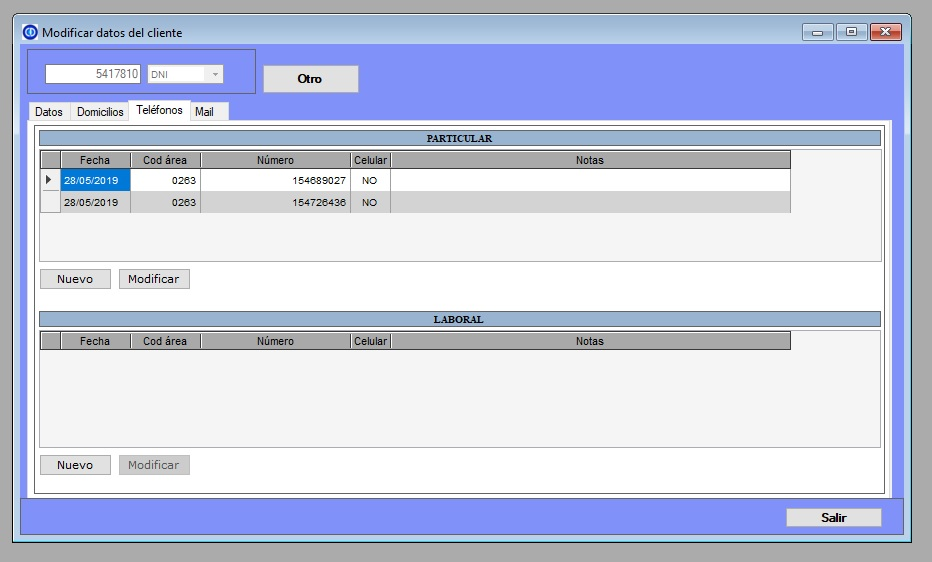 Modificar datos del cliente
5417810 DNI Otro
Datos Domicilios Teléfonos Mail
PARTICULAR
Fecha Cod área Número Celular Notas
28/05/2019 0263 154689027 NO
28/05/2019 0263 154726436 NO
Nuevo Modificar
LABORAL
Fecha Cod área Número Celular Notas
Nuevo Modificar
Salir